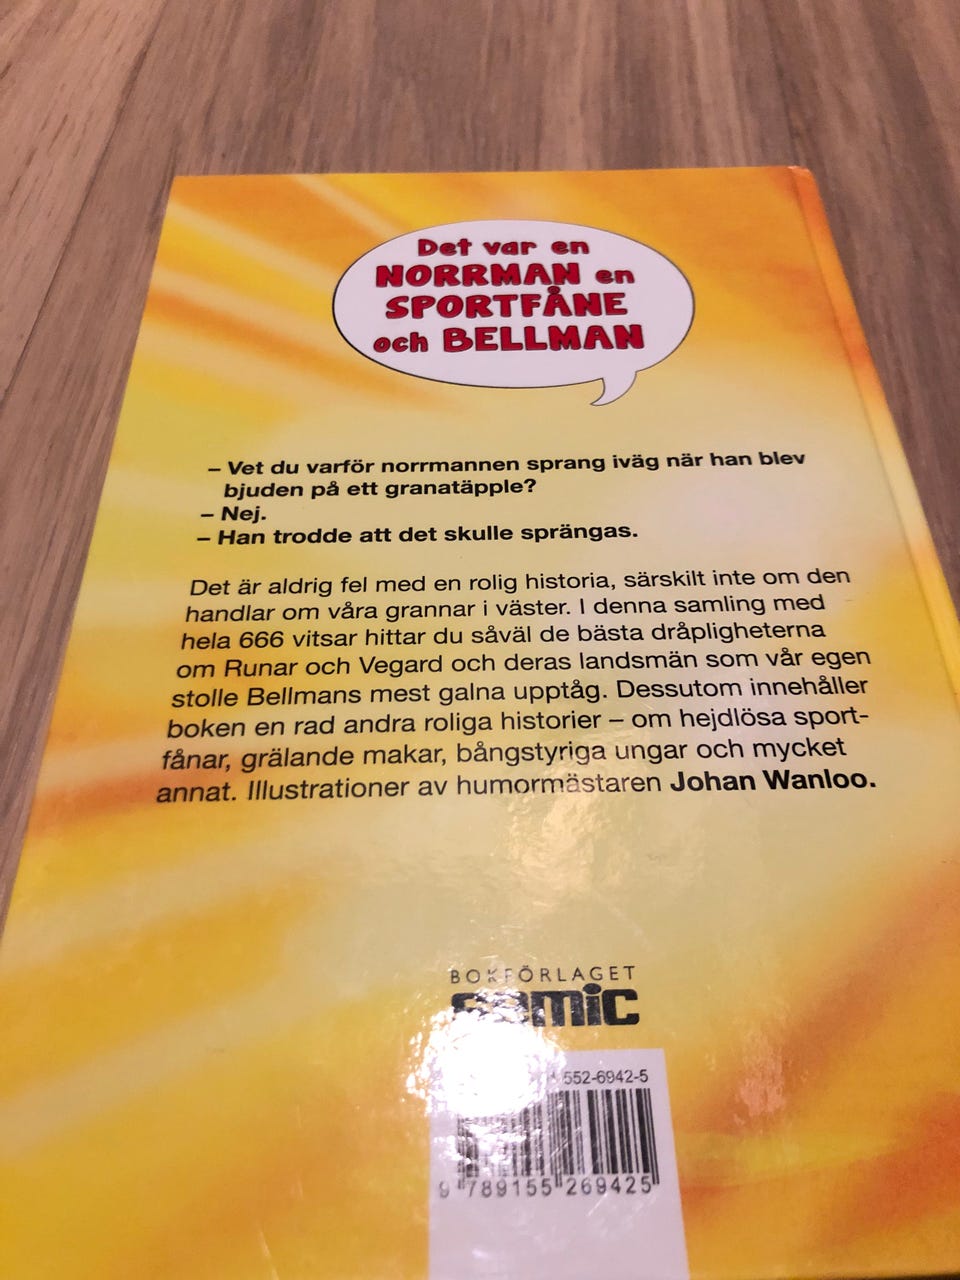 Det var en
NORRMAN en
SPORTFÅNE
och BELLMAN
– Vet du varför norrmannen sprang iväg när han blev
bjuden på ett granatäpple?
– Nej.
– Han trodde att det skulle sprängas.
Det är aldrig fel med en rolig historia, särskilt inte om den
handlar om våra grannar i väster. I denna samling med
hela 666 vitsar hittar du såväl de bästa dråpligheterna
om Runar och Vegard och deras landsmän som vår egen
stolle Bellmans mest galna upptåg. Dessutom innehåller
boken en rad andra roliga historier – om hejdlösa sport-
fånar, grälande makar, bångstyriga ungar och mycket
annat. Illustrationer av humormästaren Johan Wanloo.
BOKFÖRLAGET
semic
552-6942-5
9 789155 269425